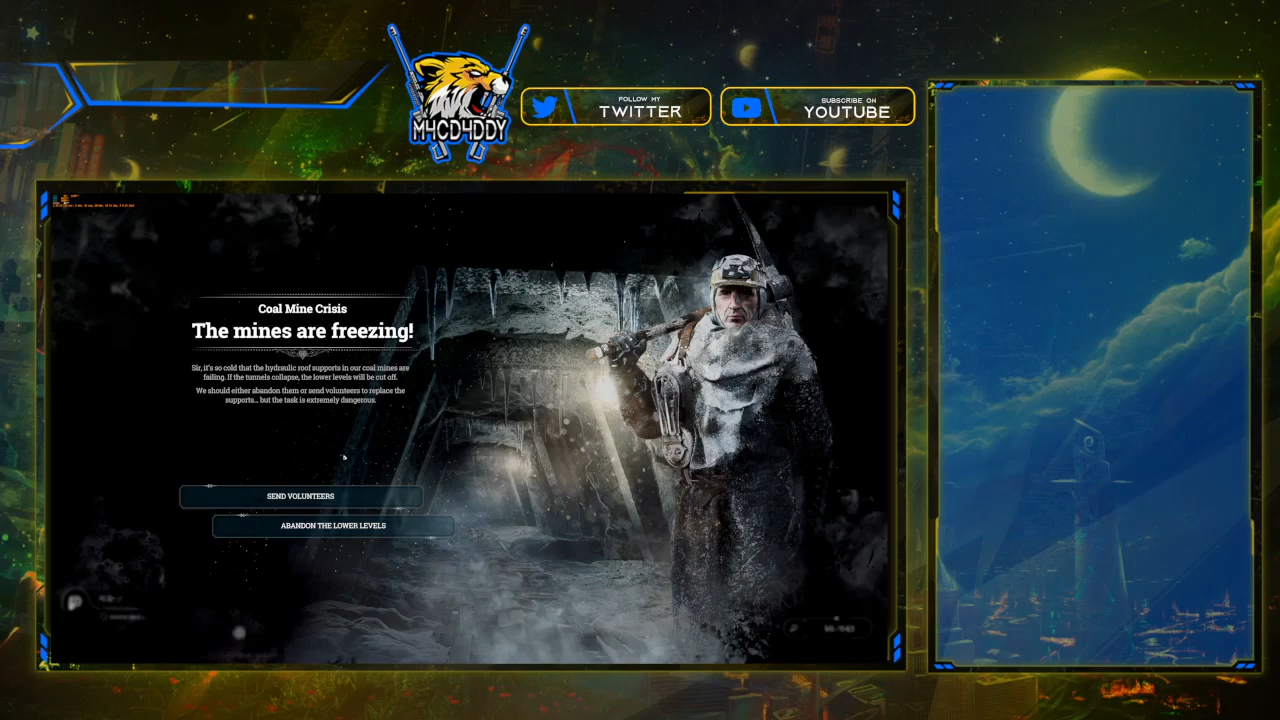 M4CD4DDY
FOLLOW MY
TWITTER
SUBSCRIBE ON
YOUTUBE
Coal Mine Crisis
The mines are freezing!
Sir, it's so cold that the hydraulic roof supports in our coal mines are
failing. If the tunnels collapse, the lower levels will be cut off.
We should either abandon them or send volunteers to replace the
supports... but the task is extremely dangerous.
SEND VOLUNTEERS
ABANDON THE LOWER LEVELS